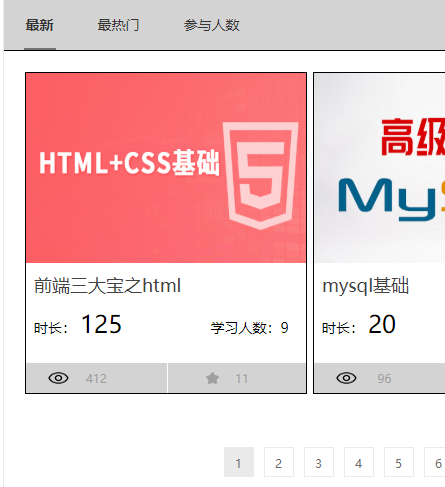 最新 最热门 参与人数
HTML+CSS基础
5
高级
My
前端三大宝之html
时长： 125 学习人数：9
412 11
mysql基础
时长： 20
96
1 2 3 4 5 6